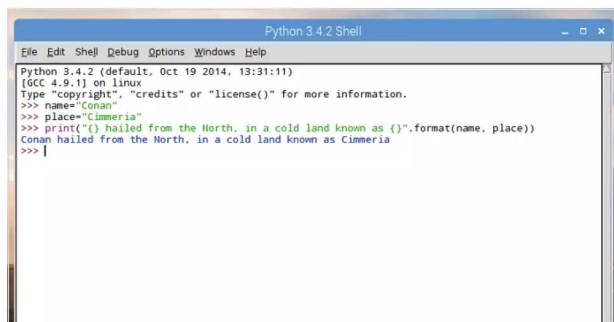 Python 3.4.2 Shell
File Edit Shell Debug Options Windows Help
Python 3.4.2 (default, Oct 19 2014, 13:31:11)
[GCC 4.9.1] on linux
Type "copyright", "credits" or "license()" for more information.
>>> name="Conan"
>>> place="Cimmeria"
>>> print("{} hailed from the North, in a cold land known as {}".format(name, place))
Conan hailed from the North, in a cold land known as Cimmeria
>>>